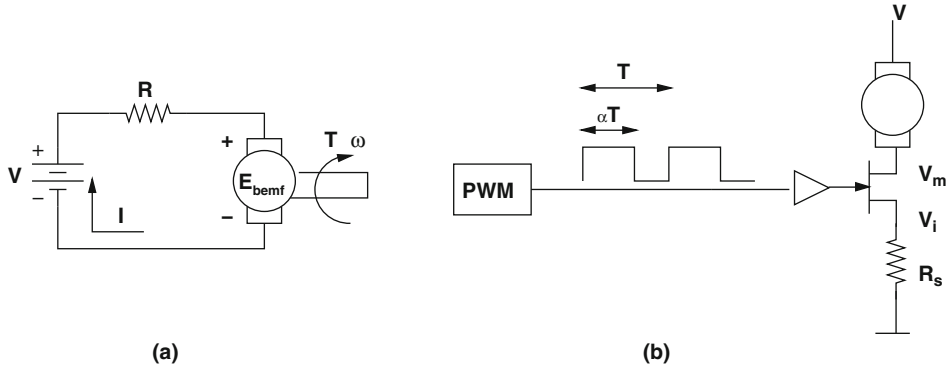 R
+
V
−
I
+
E_bemf
−
T ω
(a)
T
αT
PWM
V
V_m
V_i
R_s
(b)